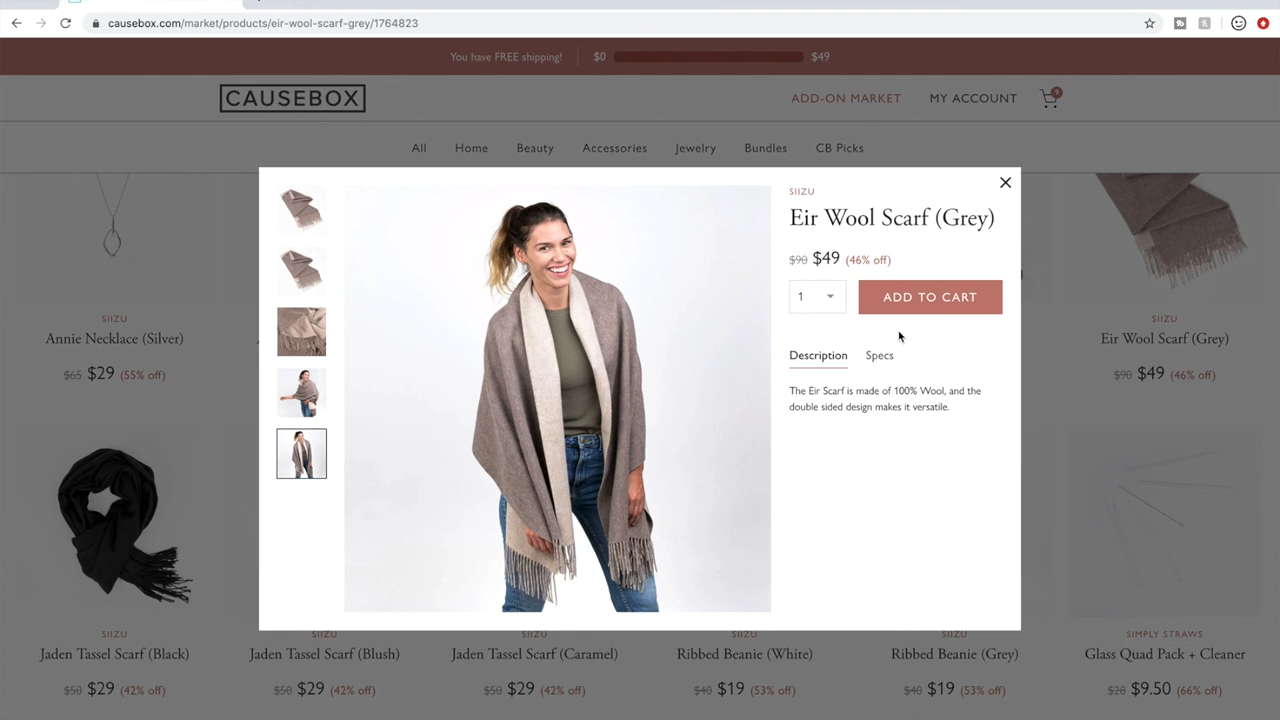 causebox.com/market/products/eir-wool-scarf-grey/1764823
You have FREE shipping! $0 $49
CAUSEBOX
ADD-ON MARKET MY ACCOUNT
All Home Beauty Accessories Jewelry Bundles CB Picks
SIIZU
Eir Wool Scarf (Grey)
$90 $49 (46% off)
1 ADD TO CART
Description Specs
The Eir Scarf is made of 100% Wool, and the
double sided design makes it versatile.
SIIZU
Annie Necklace (Silver)
$65 $29 (55% off)
SIIZU
Eir Wool Scarf (Grey)
$90 $49 (46% off)
SIIZU
Jaden Tassel Scarf (Black)
$50 $29 (42% off)
SIIZU
Jaden Tassel Scarf (Blush)
$50 $29 (42% off)
SIIZU
Jaden Tassel Scarf (Caramel)
$50 $29 (42% off)
SIIZU
Ribbed Beanie (White)
$40 $19 (53% off)
SIIZU
Ribbed Beanie (Grey)
$40 $19 (53% off)
SIMPLY STRAWS
Glass Quad Pack + Cleaner
$28 $9.50 (66% off)